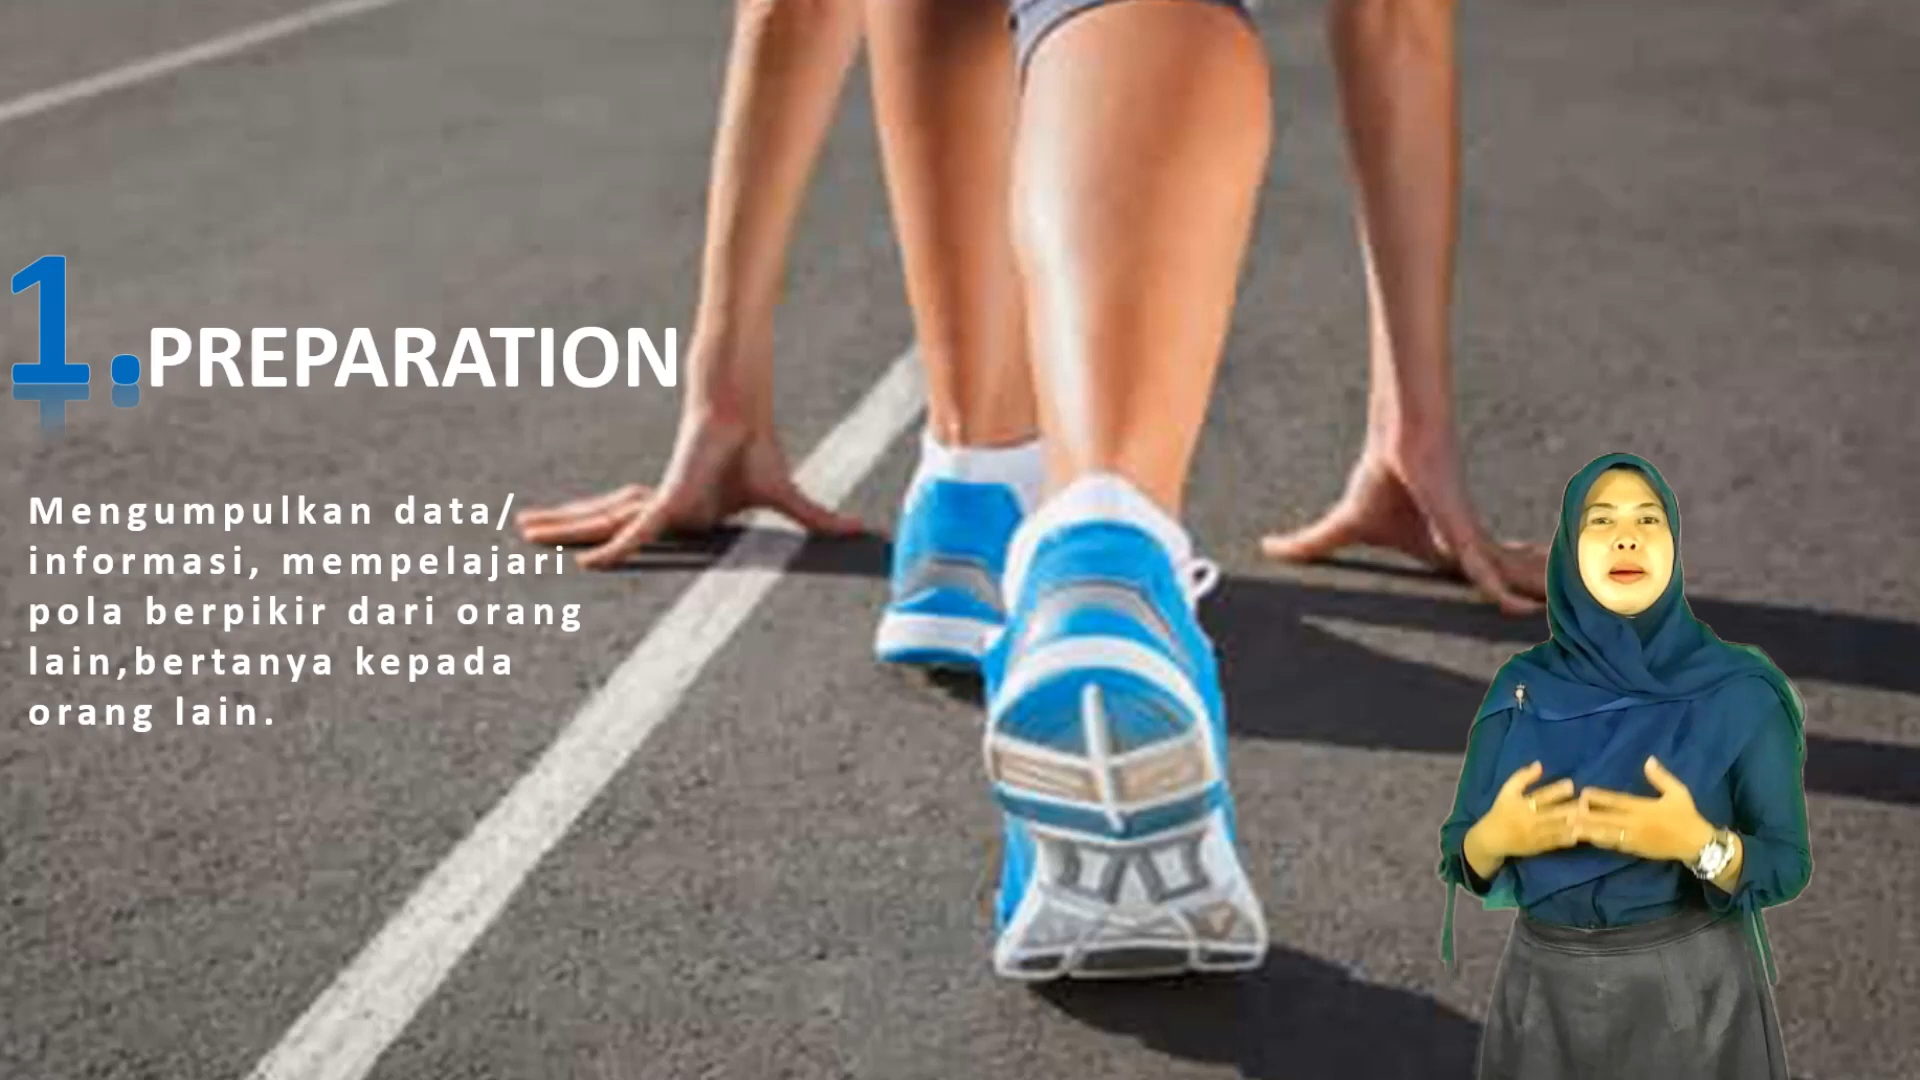 1.PREPARATION
Mengumpulkan data/
informasi, mempelajari
pola berpikir dari orang
lain,bertanya kepada
orang lain.